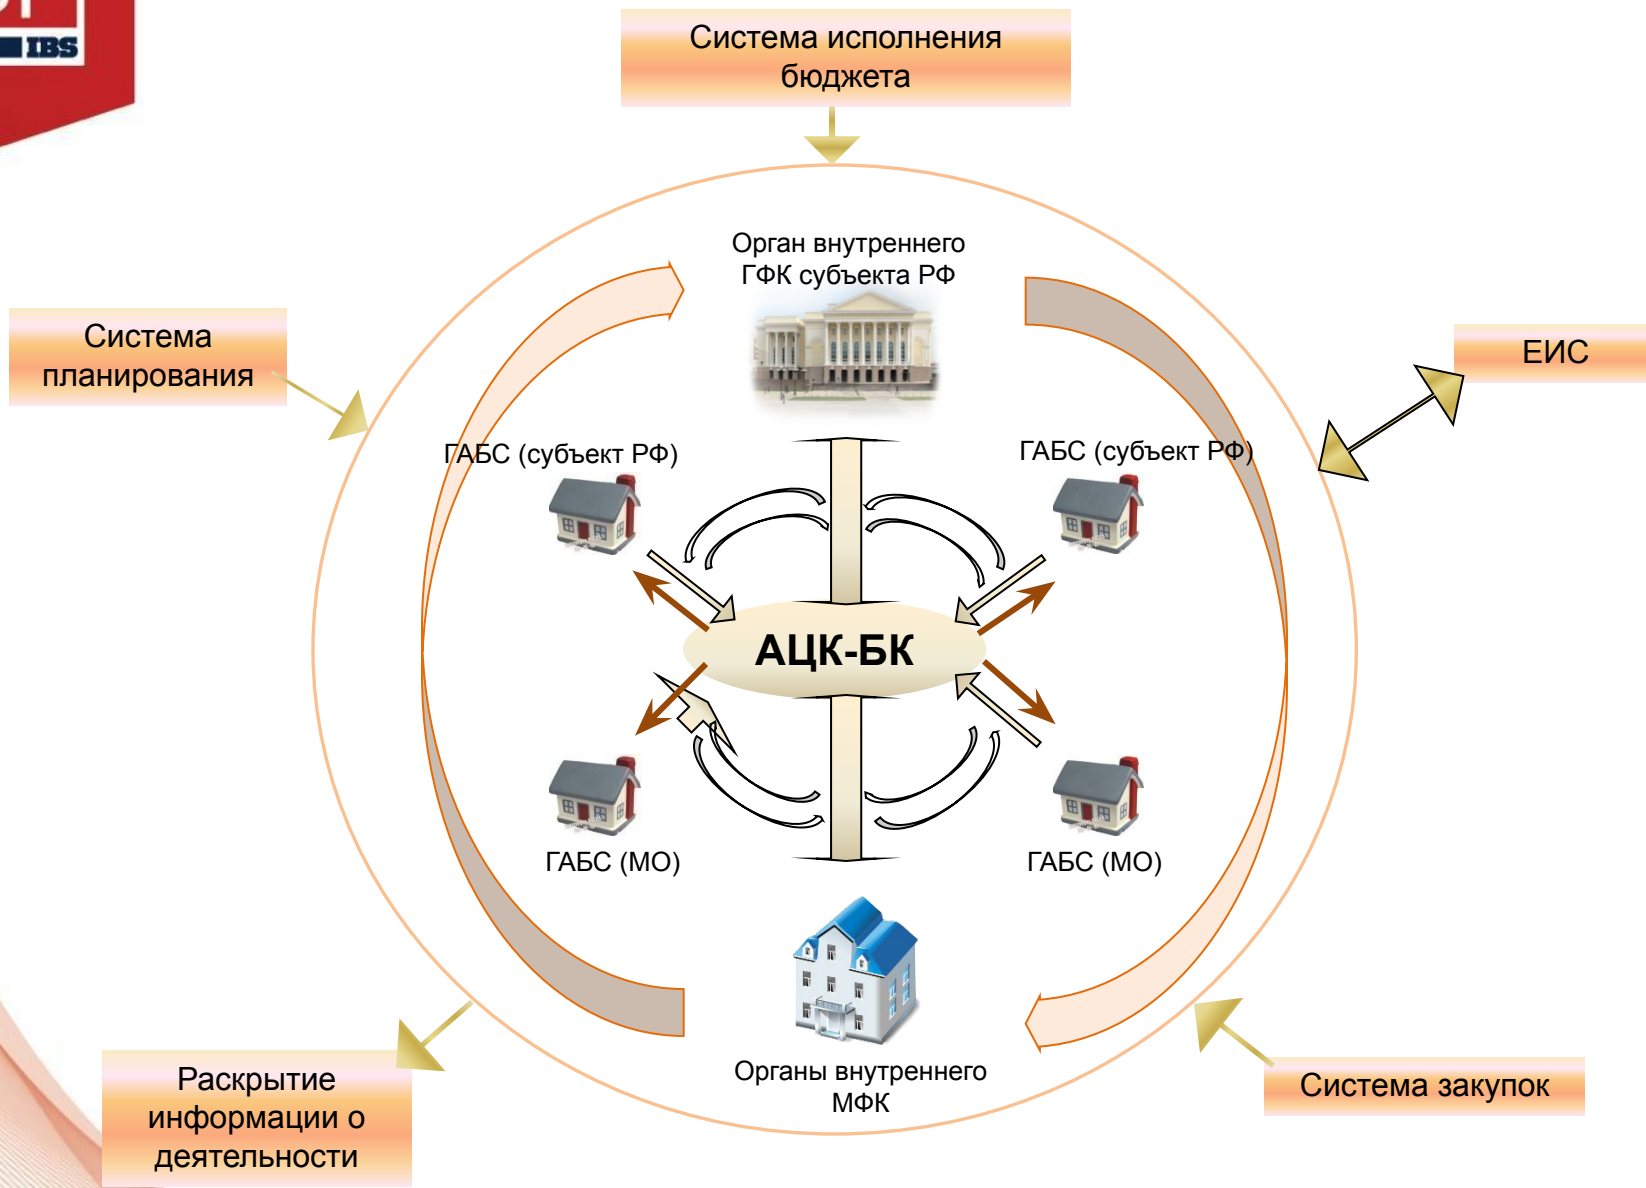 IBS
Система исполнения
бюджета
Орган внутреннего
ГФК субъекта РФ
Система
планирования
ЕИС
ГАБС (субъект РФ)
ГАБС (субъект РФ)
АЦК-БК
ГАБС (МО)
ГАБС (МО)
Органы внутреннего
МФК
Раскрытие
информации о
деятельности
Система закупок